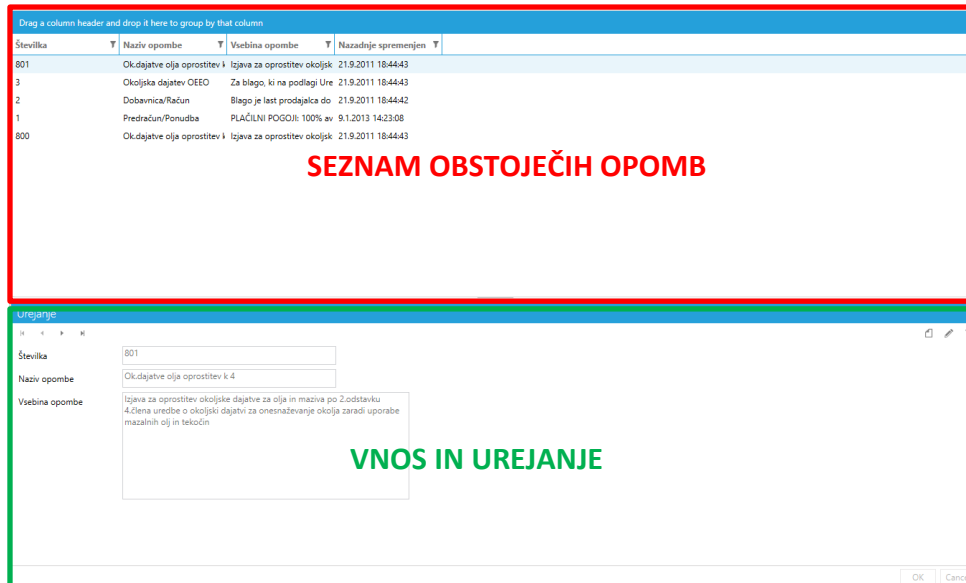 Drag a column header and drop it here to group by that column
Številka Naziv opombe Vsebina opombe Nazadnje spremenjen
801 Ok.dajatve olja oprostitev k Izjava za oprostitev okoljsk 21.9.2011 18:44:43
3 Okoljska dajatev OEEO Za blago, ki na podlagi Ure 21.9.2011 18:44:43
2 Dobavnica/Račun Blago je last prodajalca do 21.9.2011 18:44:42
1 Predračun/Ponudba PLAČILNI POGOJI: 100% av 9.1.2013 14:23:08
800 Ok.dajatve olja oprostitev k Izjava za oprostitev okoljsk 21.9.2011 18:44:43
SEZNAM OBSTOJEČIH OPOMB
Urejanje
Številka 801
Naziv opombe Ok.dajatve olja oprostitev k 4
Vsebina opombe Izjava za oprostitev okoljske dajatve za olja in maziva po 2.odstavku
4.člena uredbe o okoljski dajatvi za onesnaževanje okolja zaradi uporabe
mazalnih olj in tekočin
VNOS IN UREJANJE
OK Cance